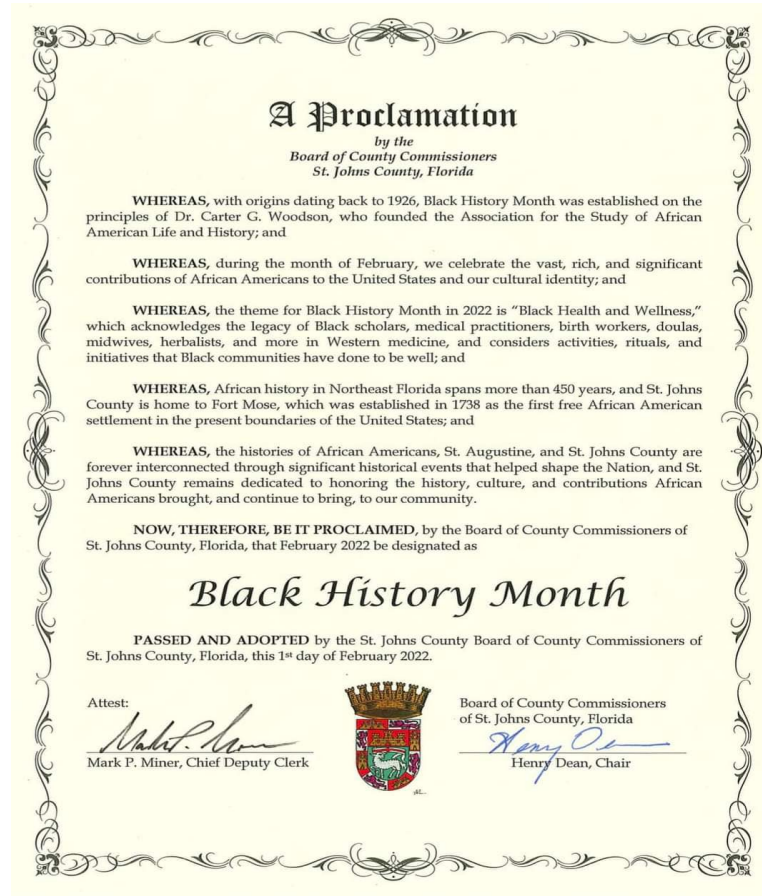 A Proclamation
by the
Board of County Commissioners
St. Johns County, Florida
WHEREAS, with origins dating back to 1926, Black History Month was established on the
principles of Dr. Carter G. Woodson, who founded the Association for the Study of African
American Life and History; and
WHEREAS, during the month of February, we celebrate the vast, rich, and significant
contributions of African Americans to the United States and our cultural identity; and
WHEREAS, the theme for Black History Month in 2022 is “Black Health and Wellness,”
which acknowledges the legacy of Black scholars, medical practitioners, birth workers, doulas,
midwives, herbalists, and more in Western medicine, and considers activities, rituals, and
initiatives that Black communities have done to be well; and
WHEREAS, African history in Northeast Florida spans more than 450 years, and St. Johns
County is home to Fort Mose, which was established in 1738 as the first free African American
settlement in the present boundaries of the United States; and
WHEREAS, the histories of African Americans, St. Augustine, and St. Johns County are
forever interconnected through significant historical events that helped shape the Nation, and St.
Johns County remains dedicated to honoring the history, culture, and contributions African
Americans brought, and continue to bring, to our community.
NOW, THEREFORE, BE IT PROCLAIMED, by the Board of County Commissioners of
St. Johns County, Florida, that February 2022 be designated as
Black History Month
PASSED AND ADOPTED by the St. Johns County Board of County Commissioners of
St. Johns County, Florida, this 1st day of February 2022.
Attest:
Mark P. Miner, Chief Deputy Clerk
Board of County Commissioners
of St. Johns County, Florida
Henry Dean, Chair